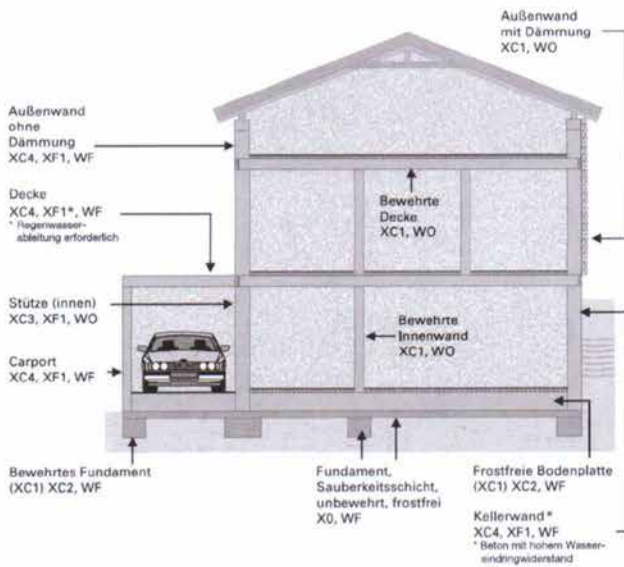 Außenwand
mit Dämmung
XC1, WO
Außenwand
ohne
Dämmung
XC4, XF1, WF
Decke
XC4, XF1*, WF
* Regenwasser-
ableitung erforderlich
Bewehrte
Decke
XC1, WO
Stütze (innen)
XC3, XF1, WO
Bewehrte
Innenwand
XC1, WO
Carport
XC4, XF1, WF
Bewehrtes Fundament
(XC1) XC2, WF
Fundament,
Sauberkeitsschicht,
unbewehrt, frostfrei
X0, WF
Frostfreie Bodenplatte
(XC1) XC2, WF
Kellerwand*
XC4, XF1, WF
* Beton mit hohem Wasser-
eindringwiderstand